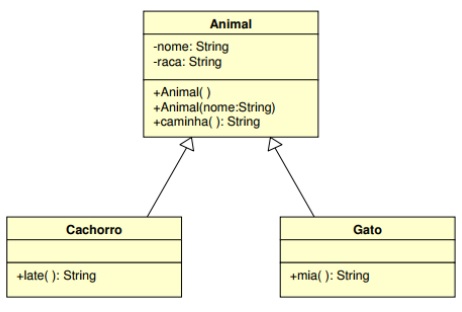 Animal
-nome: String
-raca: String
+Animal( )
+Animal(nome:String)
+caminha( ): String
Cachorro
+late( ): String
Gato
+mia( ): String